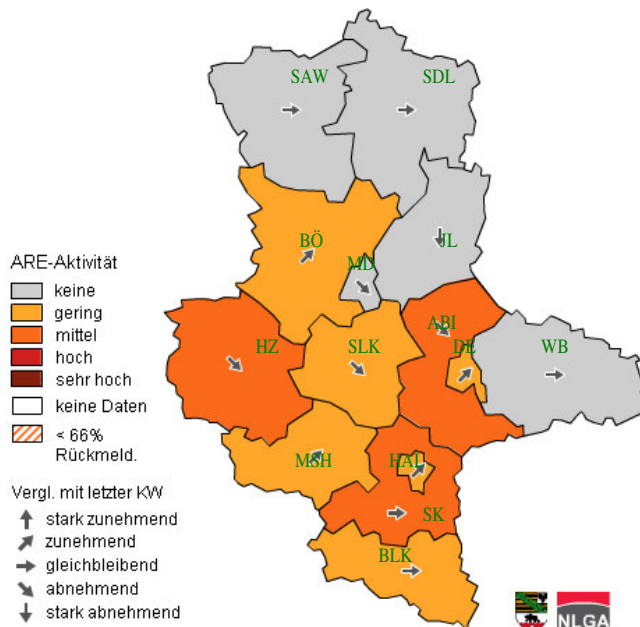 SAW
SDL
BÖ
MD
JL
ARE-Aktivität
keine
gering
mittel
hoch
sehr hoch
keine Daten
< 66%
Rückmeld.
HZ
SLK
ABI
DE
WB
MSH
HAL
SK
BLK
Vergl. mit letzter KW
stark zunehmend
zunehmend
gleichbleibend
abnehmend
stark abnehmend
NLGA